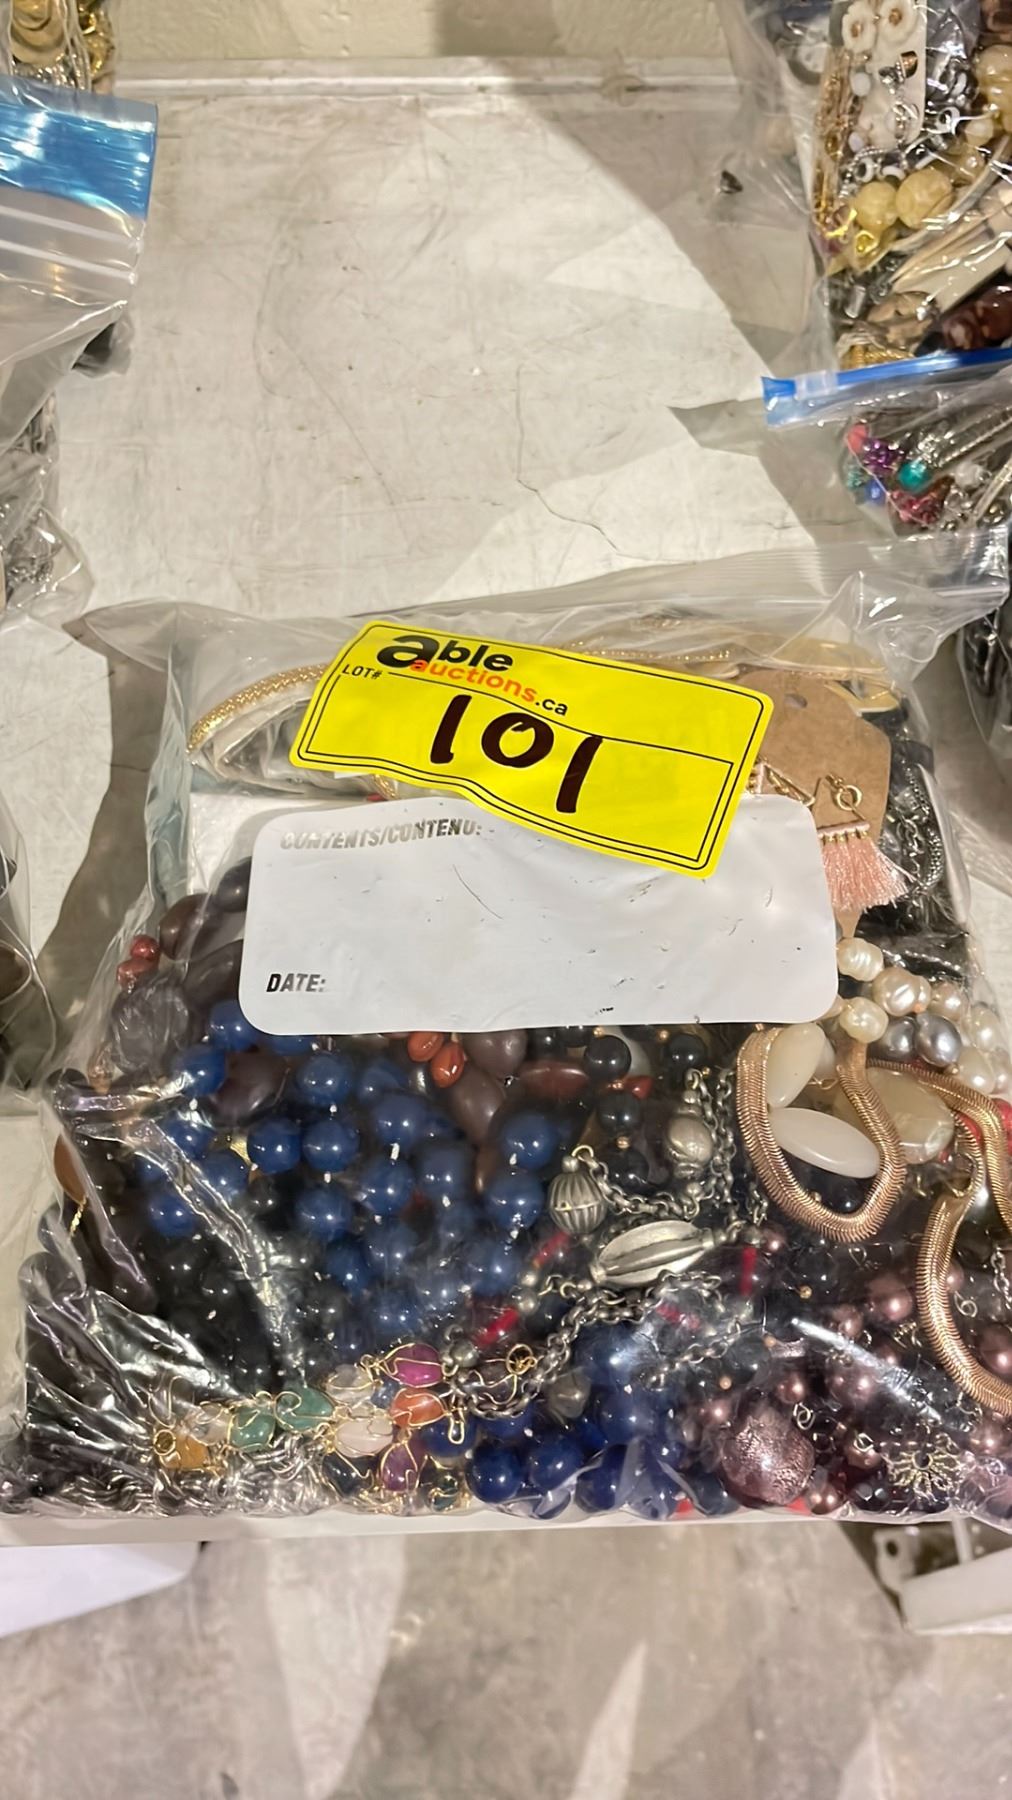 able
auctions.ca
LOT# 101
CONTENTS/CONTENU:
DATE: